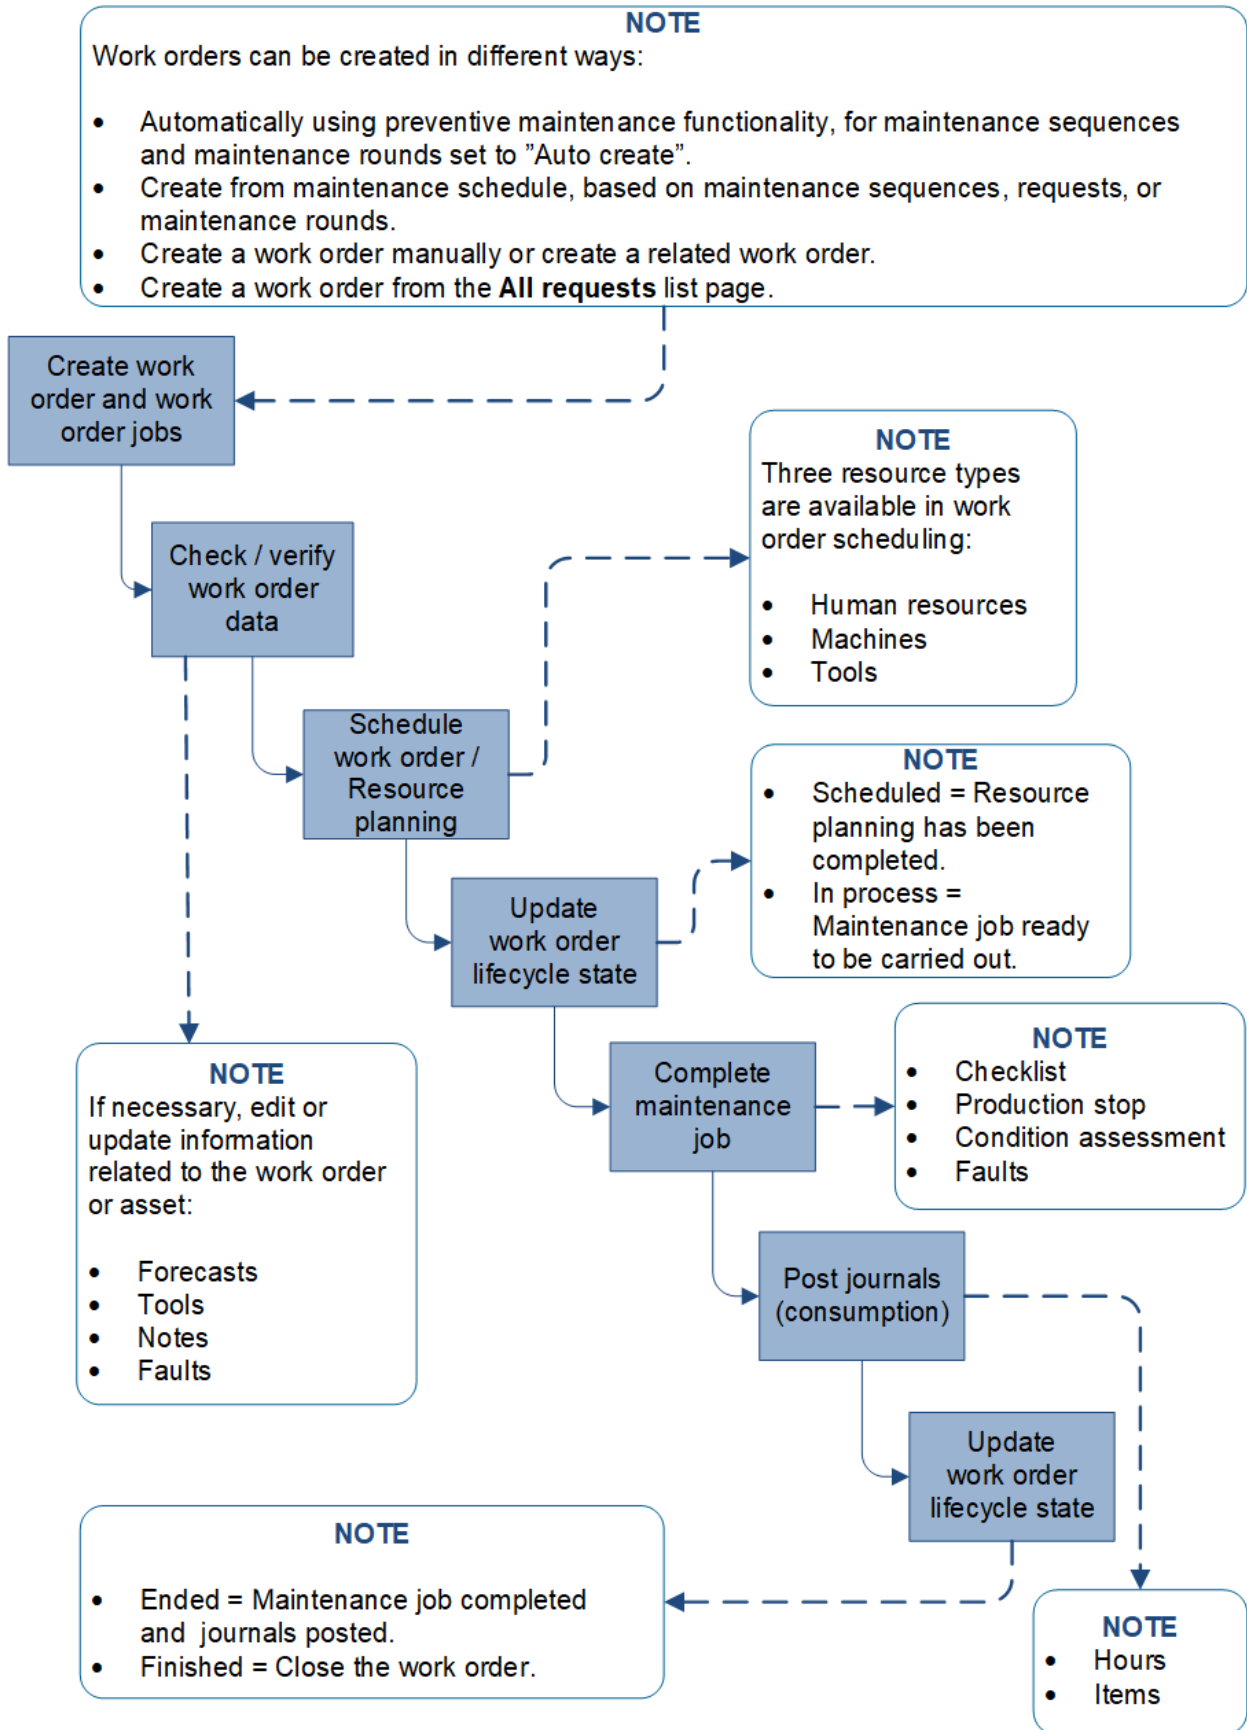 NOTE
Work orders can be created in different ways:
• Automatically using preventive maintenance functionality, for maintenance sequences
and maintenance rounds set to ”Auto create”.
• Create from maintenance schedule, based on maintenance sequences, requests, or
maintenance rounds.
• Create a work order manually or create a related work order.
• Create a work order from the All requests list page.
Create work
order and work
order jobs
NOTE
Three resource types
are available in work
order scheduling:
• Human resources
• Machines
• Tools
Check / verify
work order
data
Schedule
work order /
Resource
planning
NOTE
• Scheduled = Resource
planning has been
completed.
• In process =
Maintenance job ready
to be carried out.
Update
work order
lifecycle state
NOTE
• Checklist
• Production stop
• Condition assessment
• Faults
Complete
maintenance
job
NOTE
If necessary, edit or
update information
related to the work order
or asset:
• Forecasts
• Tools
• Notes
• Faults
Post journals
(consumption)
Update
work order
lifecycle state
NOTE
• Ended = Maintenance job completed
and journals posted.
• Finished = Close the work order.
NOTE
• Hours
• Items